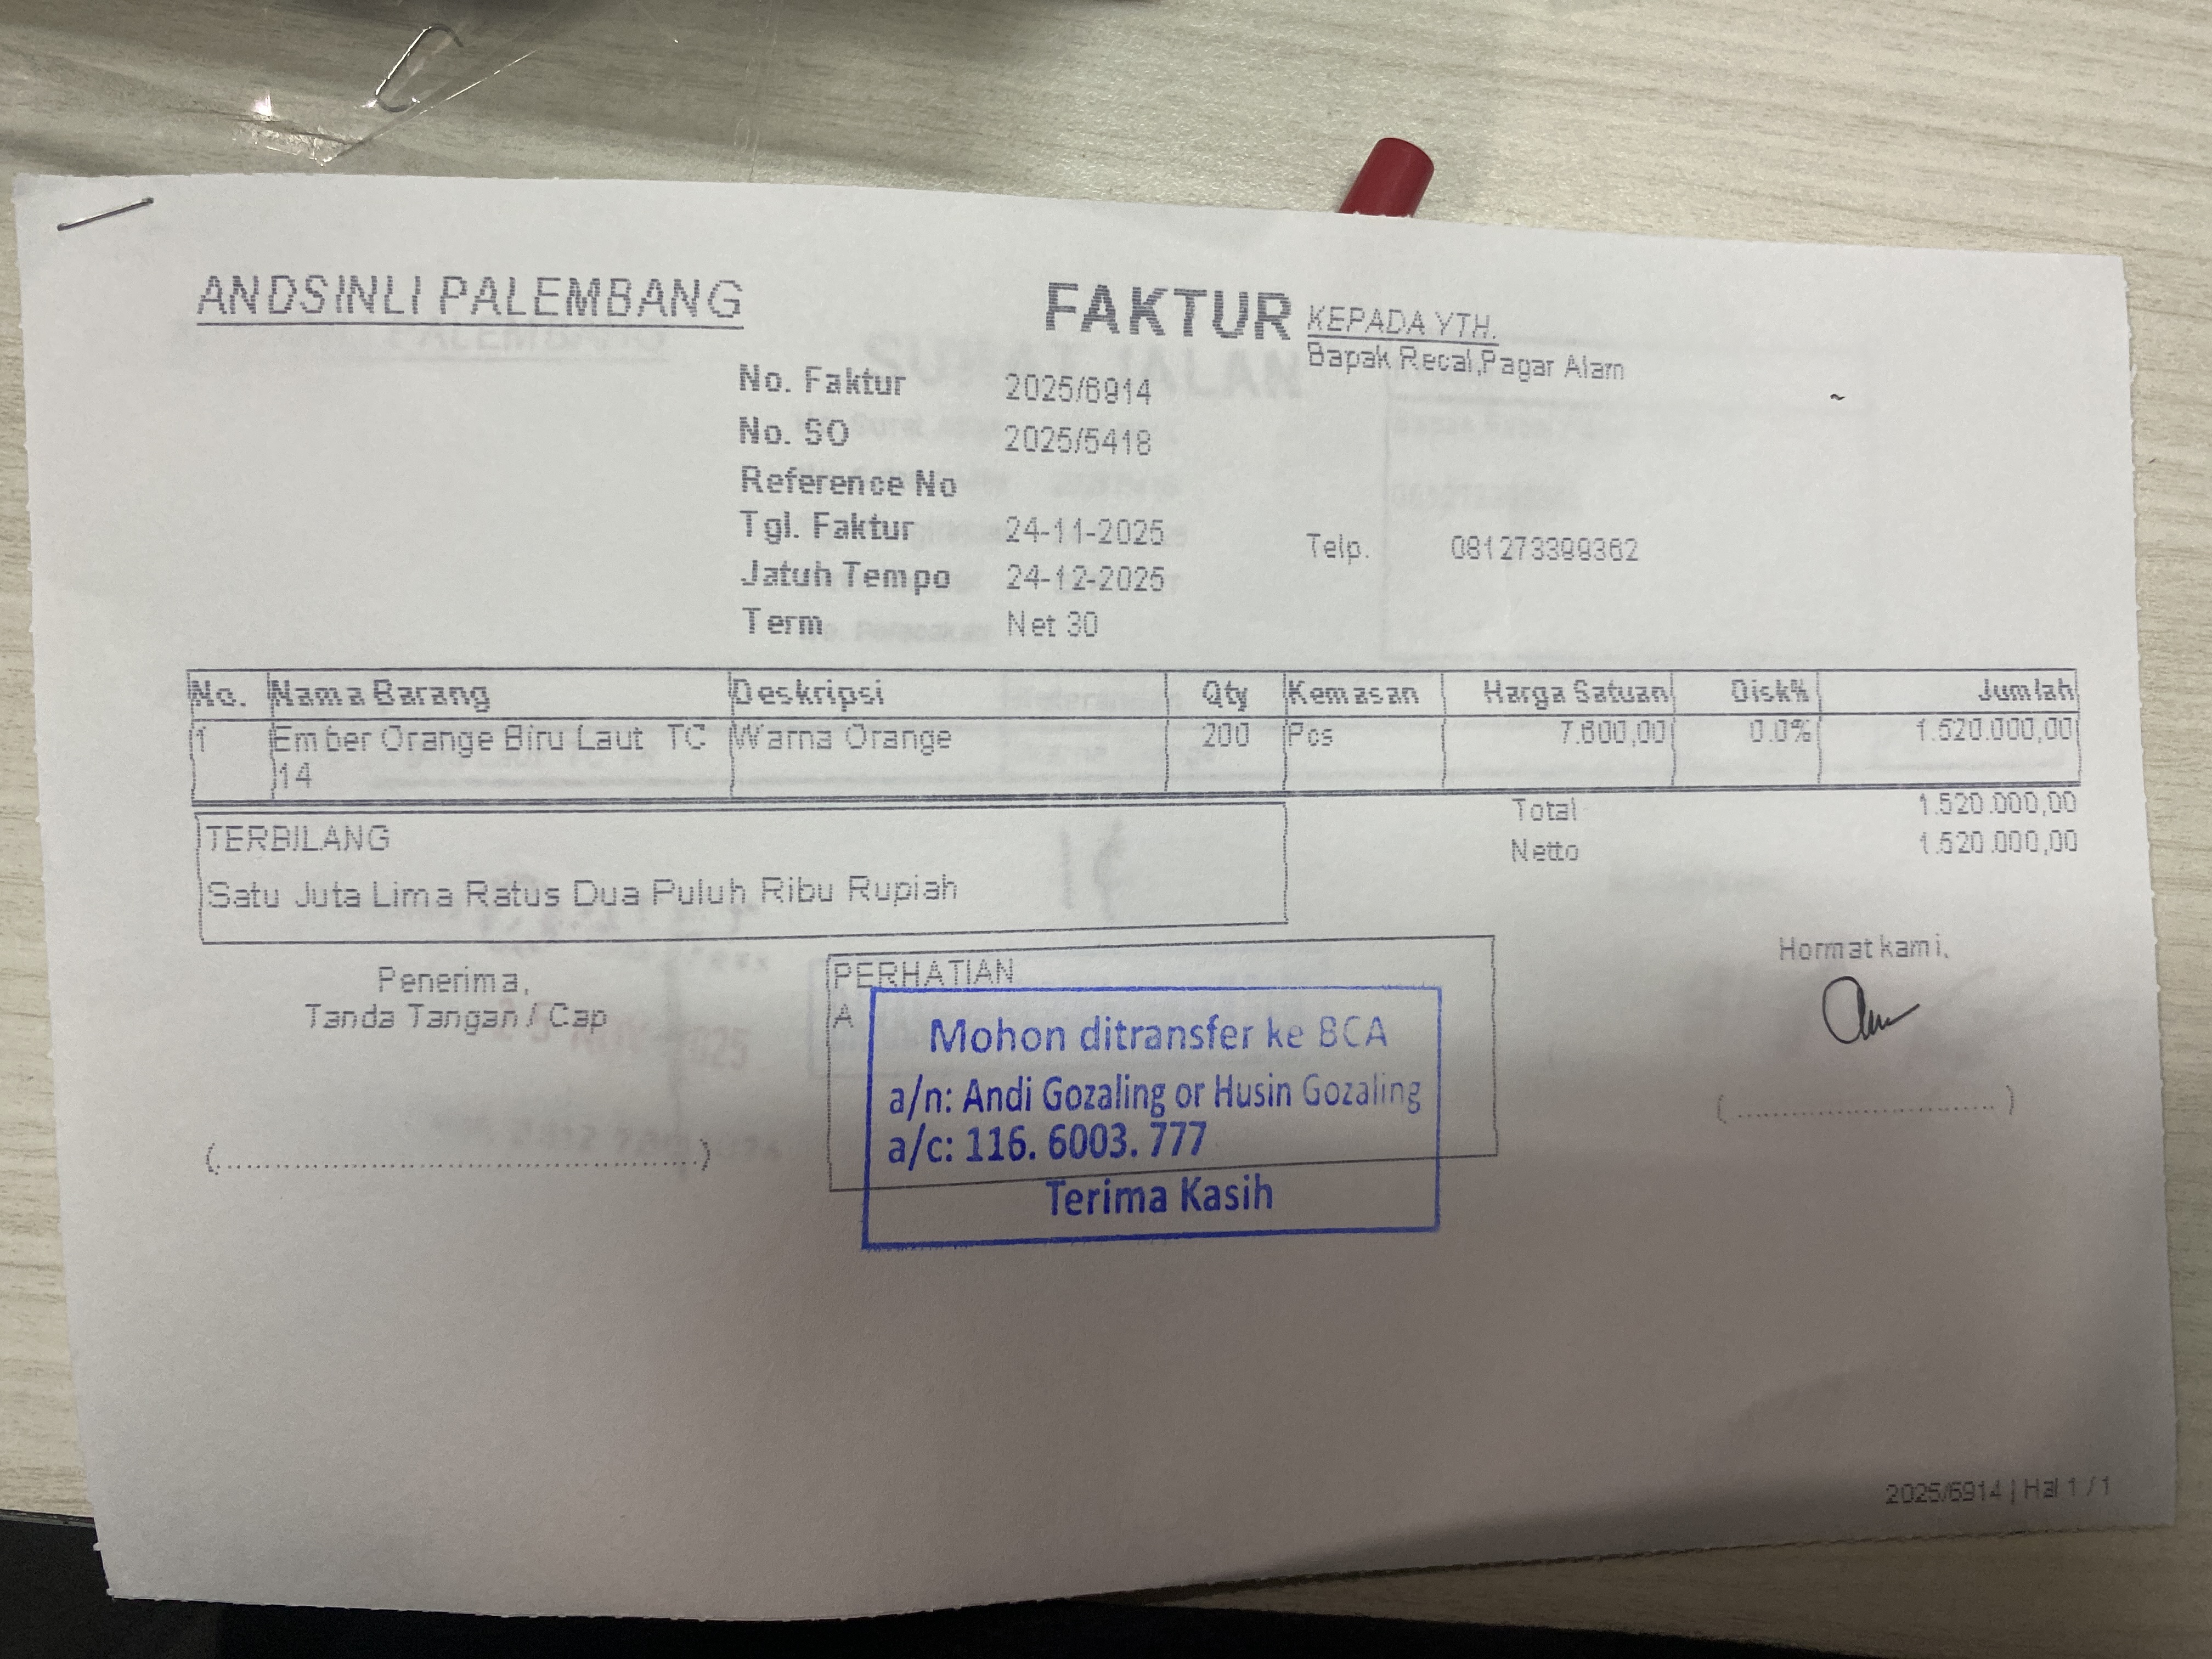 ANDSINLI PALEMBANG
FAKTUR
KEPADA YTH.
Bapak Recal,Pagar Alam
No. Faktur 2025/6914
No. SO 2025/5418
Reference No
Tgl. Faktur 24-11-2025
Jatuh Tempo 24-12-2025
Term Net 30
Telp. 081273399362
No. Nama Barang Deskripsi Qty Kemasan Harga Satuan Disk% Jumlah
1 Ember Orange Biru Laut TC Warna Orange 200 Pcs 7.600,00 0.0% 1.520.000,00
14
Total 1.520.000,00
Netto 1.520.000,00
TERBILANG
Satu Juta Lima Ratus Dua Puluh Ribu Rupiah
Penerima,
Tanda Tangan / Cap
(..........................................................)
PERHATIAN
A
Mohon ditransfer ke BCA
a/n: Andi Gozaling or Husin Gozaling
a/c: 116. 6003. 777
Terima Kasih
Hormat kami,
(................................)
2025/6914 | Hal 1 / 1